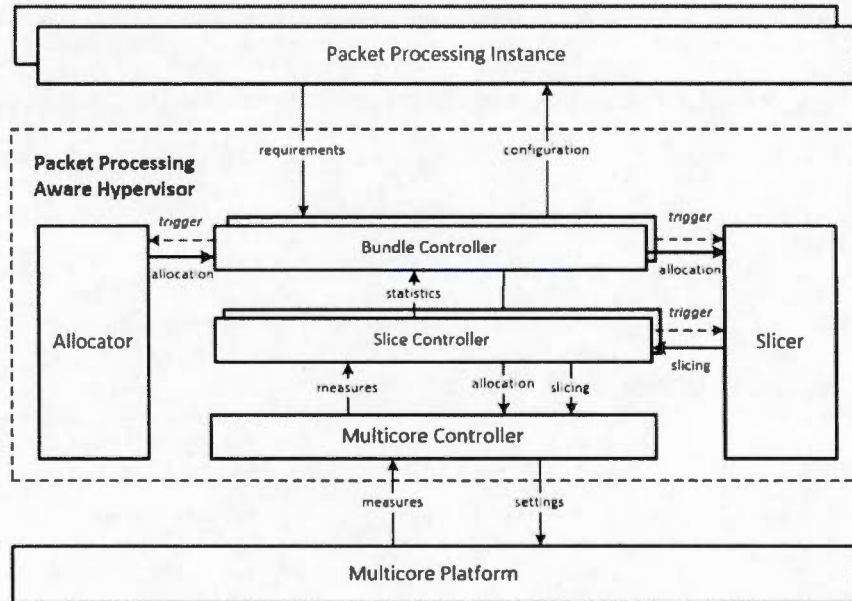 Packet Processing Instance
requirements
configuration
Packet Processing
Aware Hypervisor
trigger
trigger
Bundle Controller
allocation
allocation
statistics
trigger
Allocator
Slice Controller
Slicer
slicing
measures
allocation
slicing
Multicore Controller
measures
settings
Multicore Platform